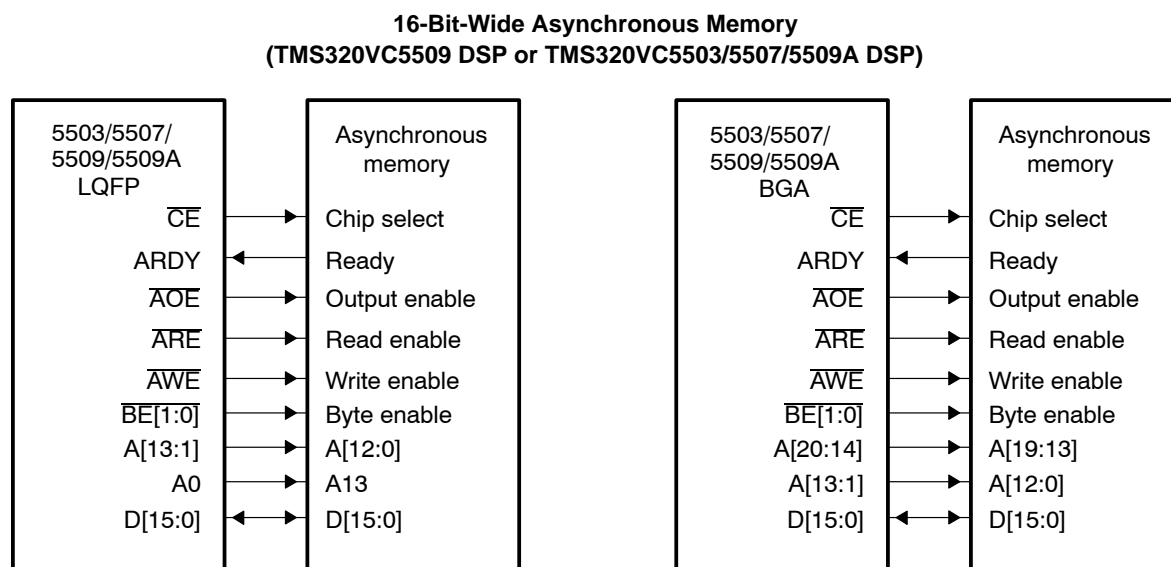 16-Bit-Wide Asynchronous Memory
(TMS320VC5509 DSP or TMS320VC5503/5507/5509A DSP)
5503/5507/
5509/5509A
LQFP
CE
ARDY
AOE
ARE
AWE
BE[1:0]
A[13:1]
A0
D[15:0]
Asynchronous
memory
Chip select
Ready
Output enable
Read enable
Write enable
Byte enable
A[12:0]
A13
D[15:0]
5503/5507/
5509/5509A
BGA
CE
ARDY
AOE
ARE
AWE
BE[1:0]
A[20:14]
A[13:1]
D[15:0]
Asynchronous
memory
Chip select
Ready
Output enable
Read enable
Write enable
Byte enable
A[19:13]
A[12:0]
D[15:0]